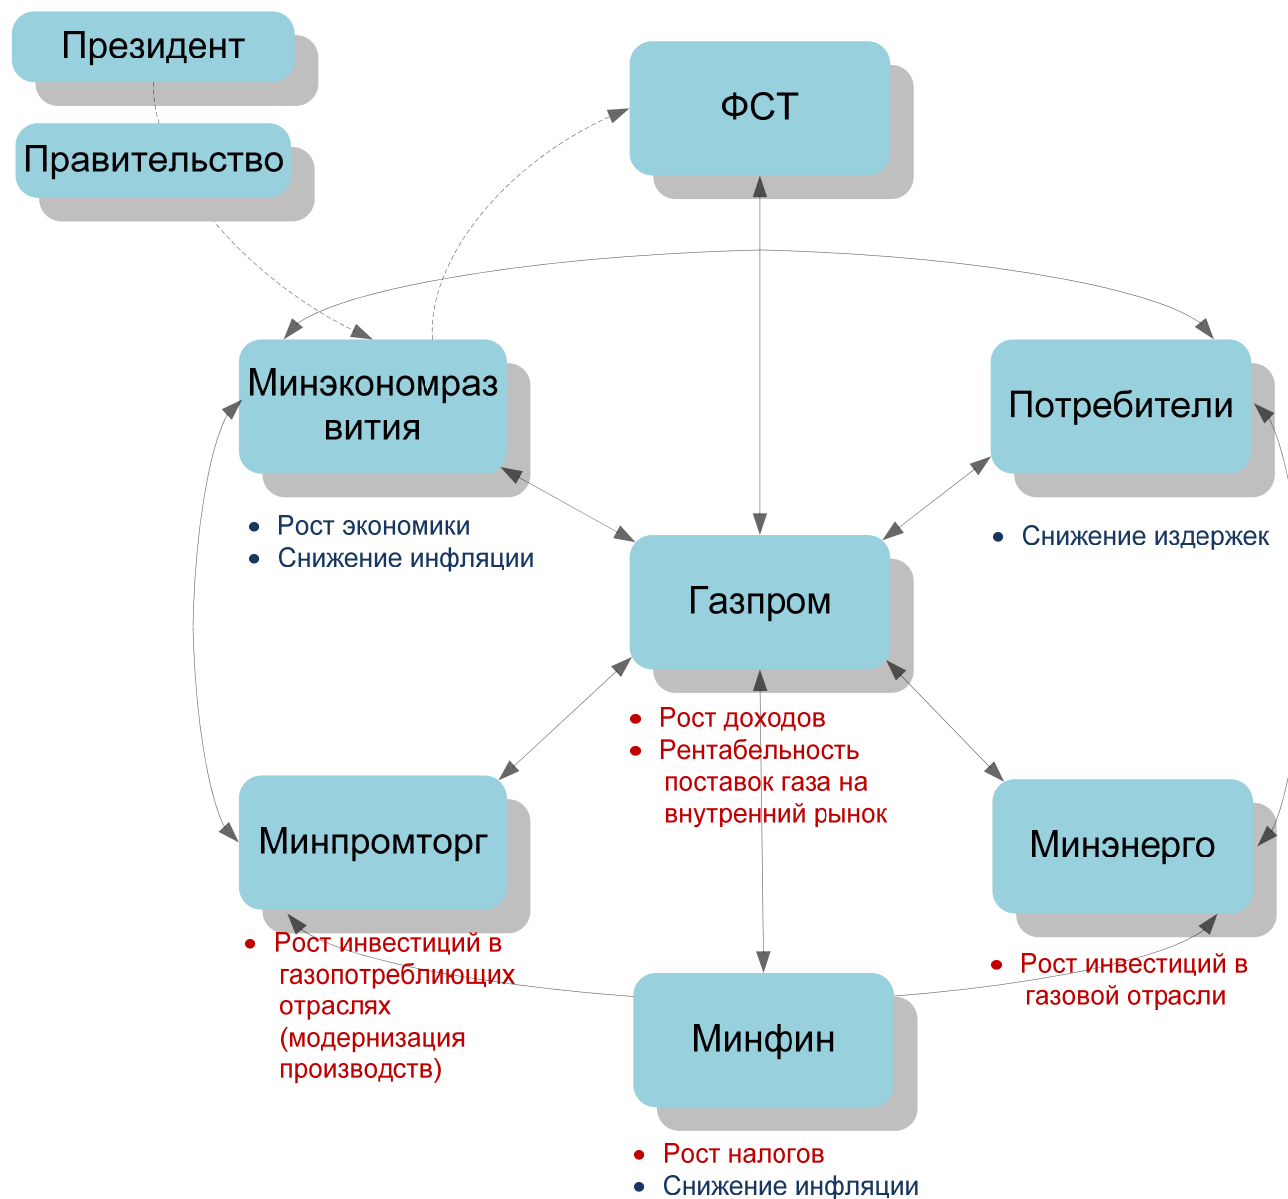 Президент
ФСТ
Правительство
Минэкономраз
вития
Потребители
• Рост экономики
• Снижение инфляции
• Снижение издержек
Газпром
• Рост доходов
• Рентабельность
поставок газа на
внутренний рынок
Минпромторг
Минэнерго
• Рост инвестиций в
газопотреблиющих
отраслях
(модернизация
производств)
• Рост инвестиций в
газовой отрасли
Минфин
• Рост налогов
• Снижение инфляции